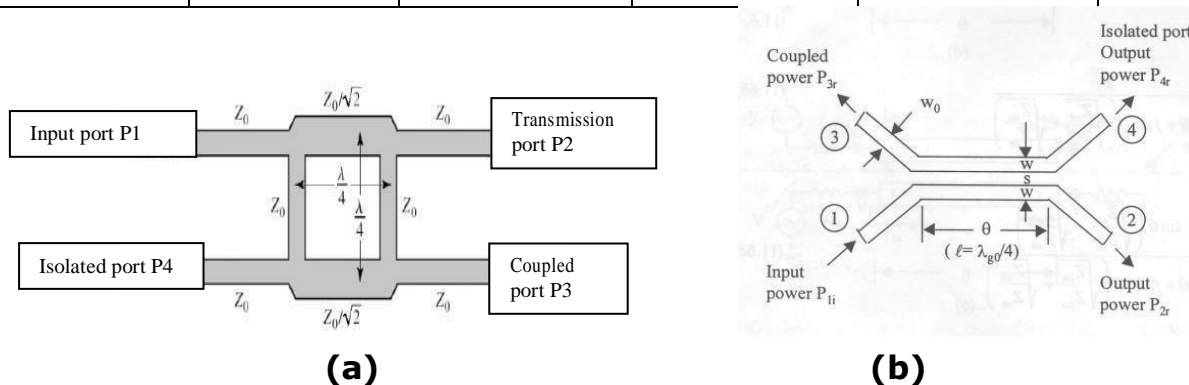 Input port P1
Z₀
Z₀/√2
Z₀
Transmission
port P2
λ/4
λ/4
Z₀
Z₀
Isolated port P4
Z₀
Z₀/√2
Z₀
Coupled
port P3
(a)
Coupled
power P3r
w₀
Isolated port
Output
power P4r
3
4
w
s
w
1
2
θ
( ℓ= λg0/4)
Input
power P1i
Output
power P2r
(b)